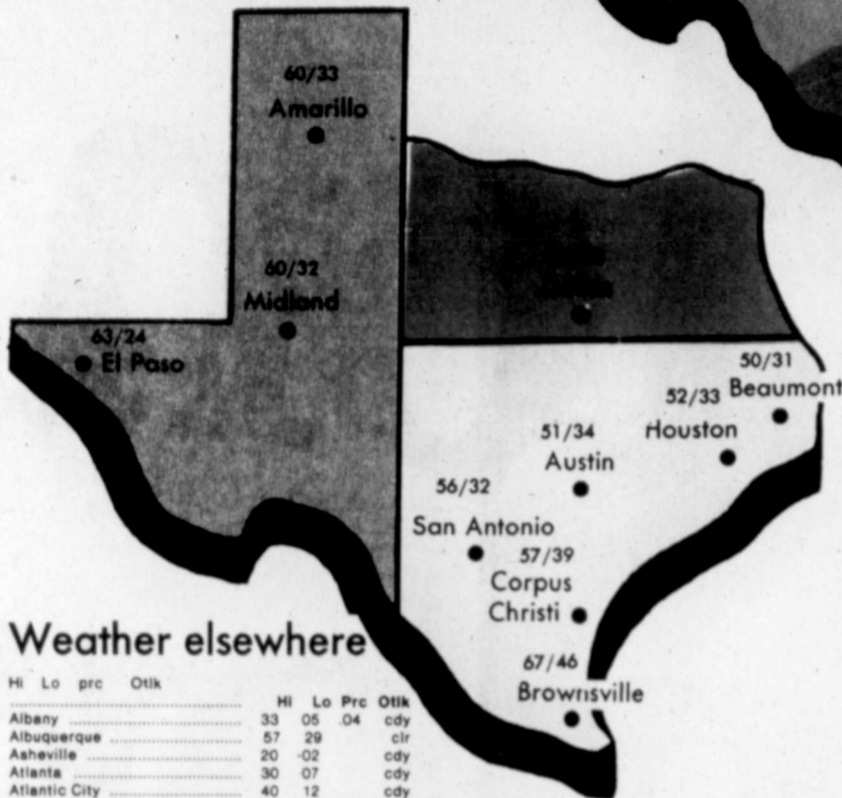 60/33
Amarillo
60/32
Midland
63/24
El Paso
50/31
Beaumont
52/33
Houston
51/34
Austin
56/32
San Antonio
57/39
Corpus
Christi
67/46
Brownsville
Weather elsewhere
Hi Lo prc Otlk
Hi Lo Prc Otlk
Albany 33 05 .04 cdy
Albuquerque 57 29 clr
Asheville 20 -02 cdy
Atlanta 30 07 cdy
Atlantic City 40 12 cdy